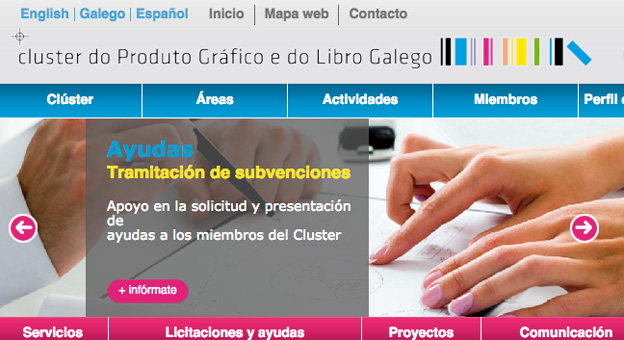 English | Galego | Español Inicio | Mapa web | Contacto
cluster do Produto Gráfico e do Libro Galego
Clúster Áreas Actividades Miembros Perfil
Ayudas
Tramitación de subvenciones
Apoyo en la solicitud y presentación
de
ayudas a los miembros del Cluster
+ infórmate
Servicios Licitaciones y ayudas Proyectos Comunicación